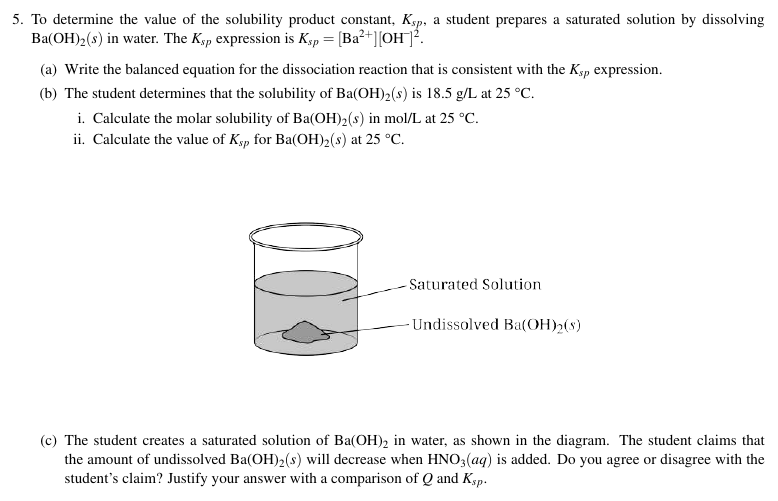 5. To determine the value of the solubility product constant, Ksp, a student prepares a saturated solution by dissolving
Ba(OH)₂(s) in water. The Ksp expression is Ksp = [Ba²⁺][OH⁻]².
(a) Write the balanced equation for the dissociation reaction that is consistent with the Ksp expression.
(b) The student determines that the solubility of Ba(OH)₂(s) is 18.5 g/L at 25 °C.
i. Calculate the molar solubility of Ba(OH)₂(s) in mol/L at 25 °C.
ii. Calculate the value of Ksp for Ba(OH)₂(s) at 25 °C.
Saturated Solution
Undissolved Ba(OH)₂(s)
(c) The student creates a saturated solution of Ba(OH)₂ in water, as shown in the diagram. The student claims that
the amount of undissolved Ba(OH)₂(s) will decrease when HNO₃(aq) is added. Do you agree or disagree with the
student's claim? Justify your answer with a comparison of Q and Ksp.